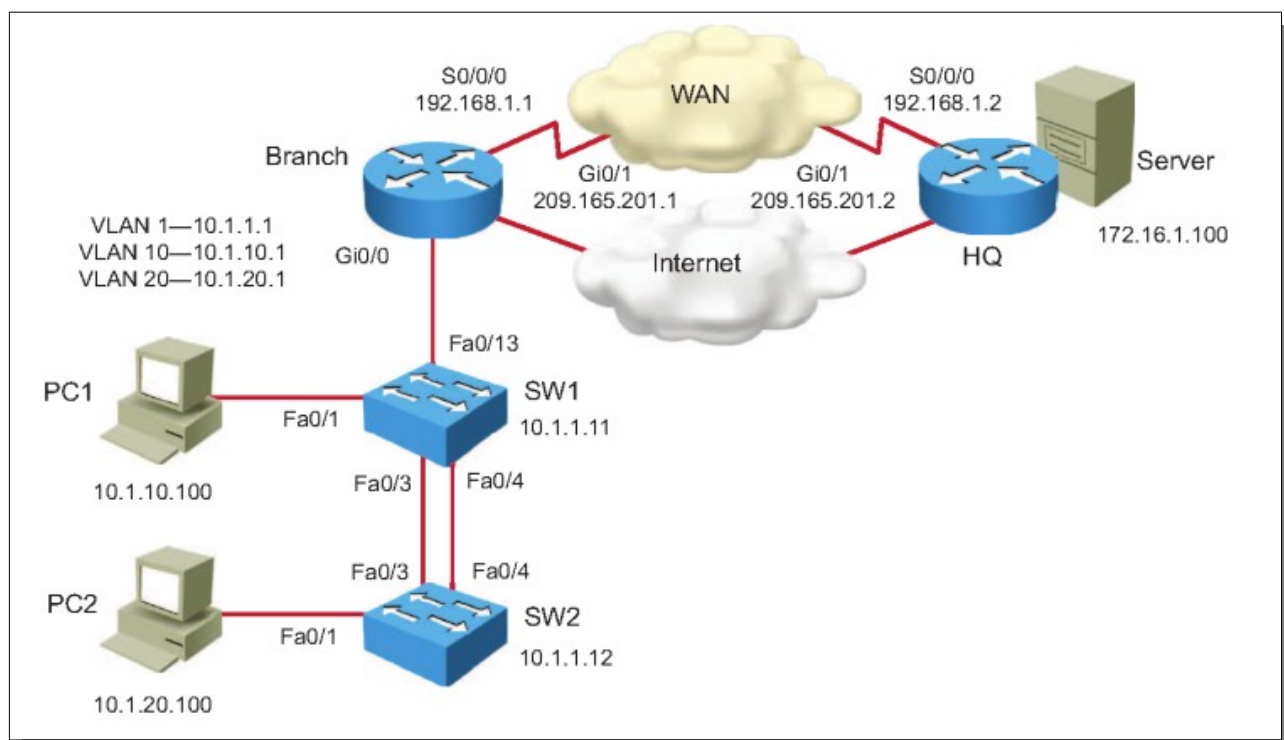 S0/0/0
192.168.1.1
WAN
S0/0/0
192.168.1.2
Branch
Server
Gi0/1
209.165.201.1
Gi0/1
209.165.201.2
VLAN 1—10.1.1.1
VLAN 10—10.1.10.1
VLAN 20—10.1.20.1
Gi0/0
Internet
HQ
172.16.1.100
Fa0/13
PC1
Fa0/1
SW1
10.1.1.11
10.1.10.100
Fa0/3
Fa0/4
Fa0/3
Fa0/4
PC2
Fa0/1
SW2
10.1.1.12
10.1.20.100